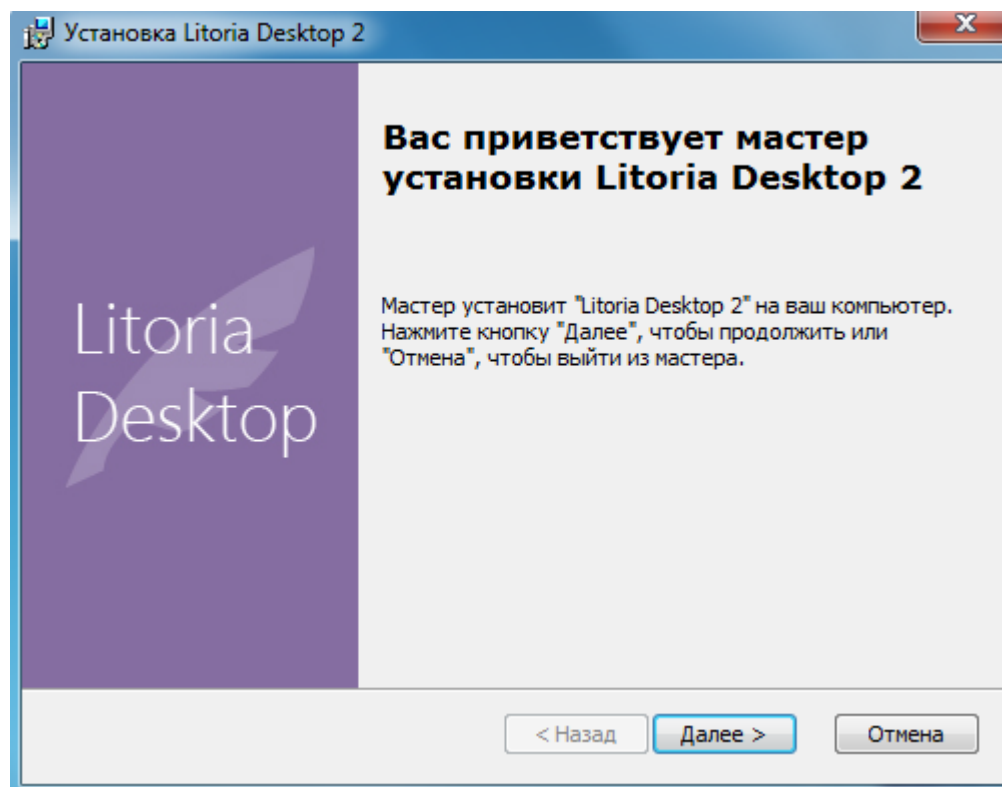 Установка Litoria Desktop 2
Вас приветствует мастер
установки Litoria Desktop 2
Litoria
Desktop
Мастер установит "Litoria Desktop 2" на ваш компьютер.
Нажмите кнопку "Далее", чтобы продолжить или
"Отмена", чтобы выйти из мастера.
< Назад
Далее >
Отмена